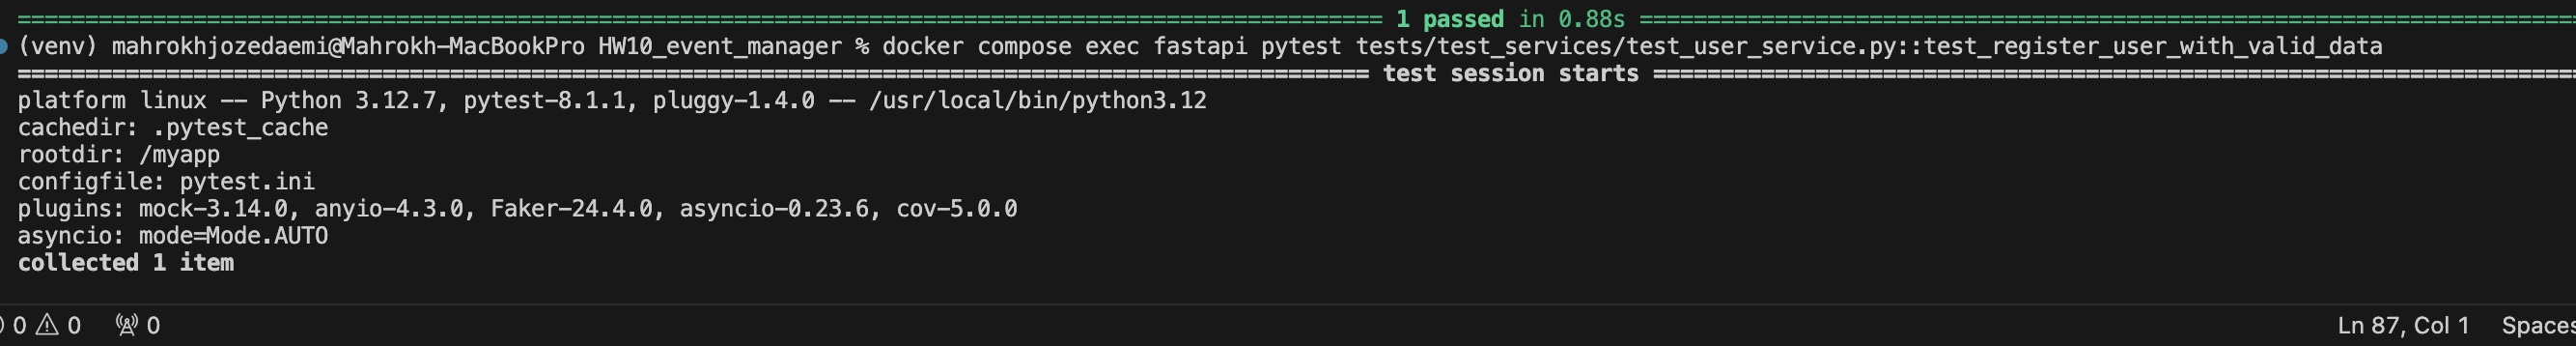 ============================== 1 passed in 0.88s ==============================
(venv) mahrokhjozedaemi@Mahrokh-MacBookPro HW10_event_manager % docker compose exec fastapi pytest tests/test_services/test_user_service.py::test_register_user_with_valid_data
============================== test session starts ==============================
platform linux -- Python 3.12.7, pytest-8.1.1, pluggy-1.4.0 -- /usr/local/bin/python3.12
cachedir: .pytest_cache
rootdir: /myapp
configfile: pytest.ini
plugins: mock-3.14.0, anyio-4.3.0, Faker-24.4.0, asyncio-0.23.6, cov-5.0.0
asyncio: mode=Mode.AUTO
collected 1 item
0 0 0 Ln 87, Col 1 Spaces